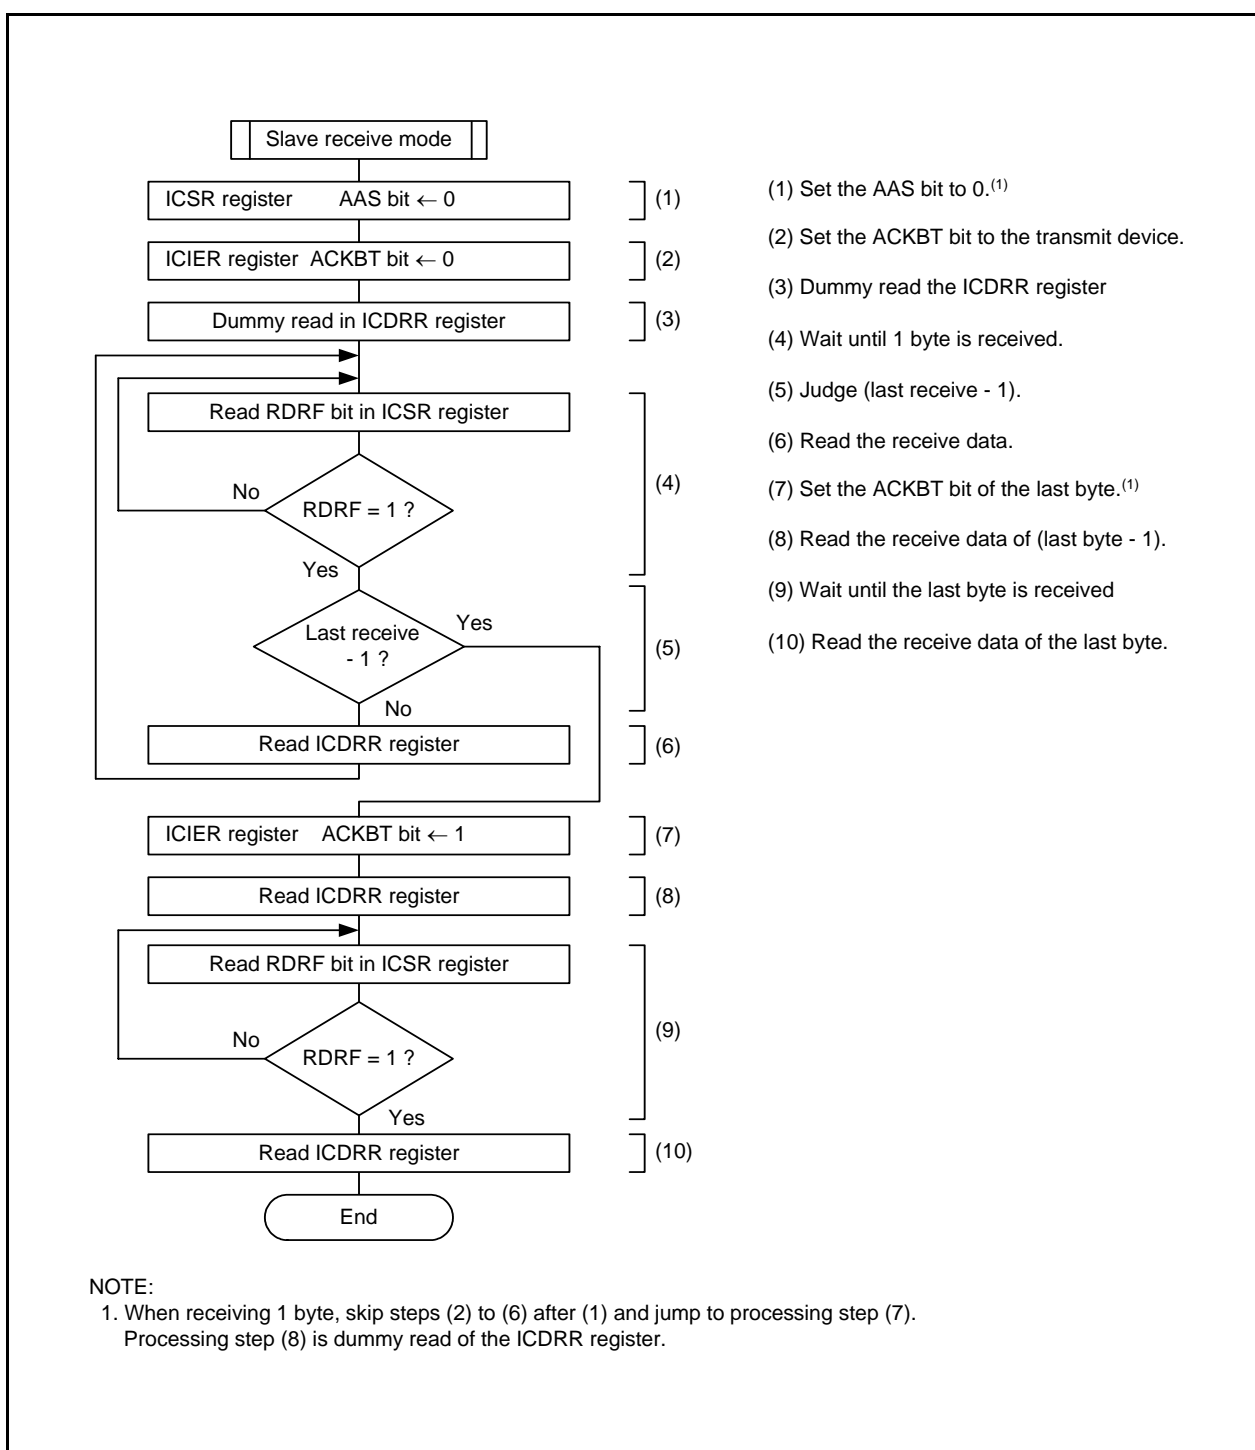 Slave receive mode
ICSR register AAS bit ← 0
(1)
ICIER register ACKBT bit ← 0
(2)
Dummy read in ICDRR register
(3)
Read RDRF bit in ICSR register
No
RDRF = 1 ?
(4)
Yes
Last receive
- 1 ?
Yes
(5)
No
Read ICDRR register
(6)
ICIER register ACKBT bit ← 1
(7)
Read ICDRR register
(8)
Read RDRF bit in ICSR register
No
RDRF = 1 ?
(9)
Yes
Read ICDRR register
(10)
End
(1) Set the AAS bit to 0.(1)
(2) Set the ACKBT bit to the transmit device.
(3) Dummy read the ICDRR register
(4) Wait until 1 byte is received.
(5) Judge (last receive - 1).
(6) Read the receive data.
(7) Set the ACKBT bit of the last byte.(1)
(8) Read the receive data of (last byte - 1).
(9) Wait until the last byte is received
(10) Read the receive data of the last byte.
NOTE:
1. When receiving 1 byte, skip steps (2) to (6) after (1) and jump to processing step (7).
Processing step (8) is dummy read of the ICDRR register.